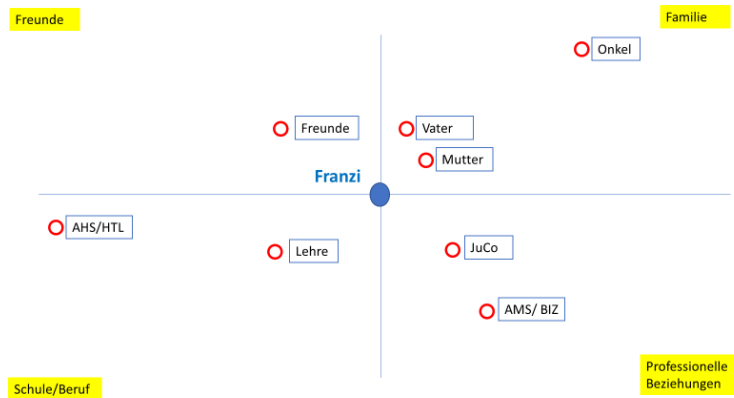 Freunde
Familie
Onkel
Freunde
Vater
Mutter
Franzi
AHS/HTL
Lehre
JuCo
AMS/ BIZ
Schule/Beruf
Professionelle
Beziehungen